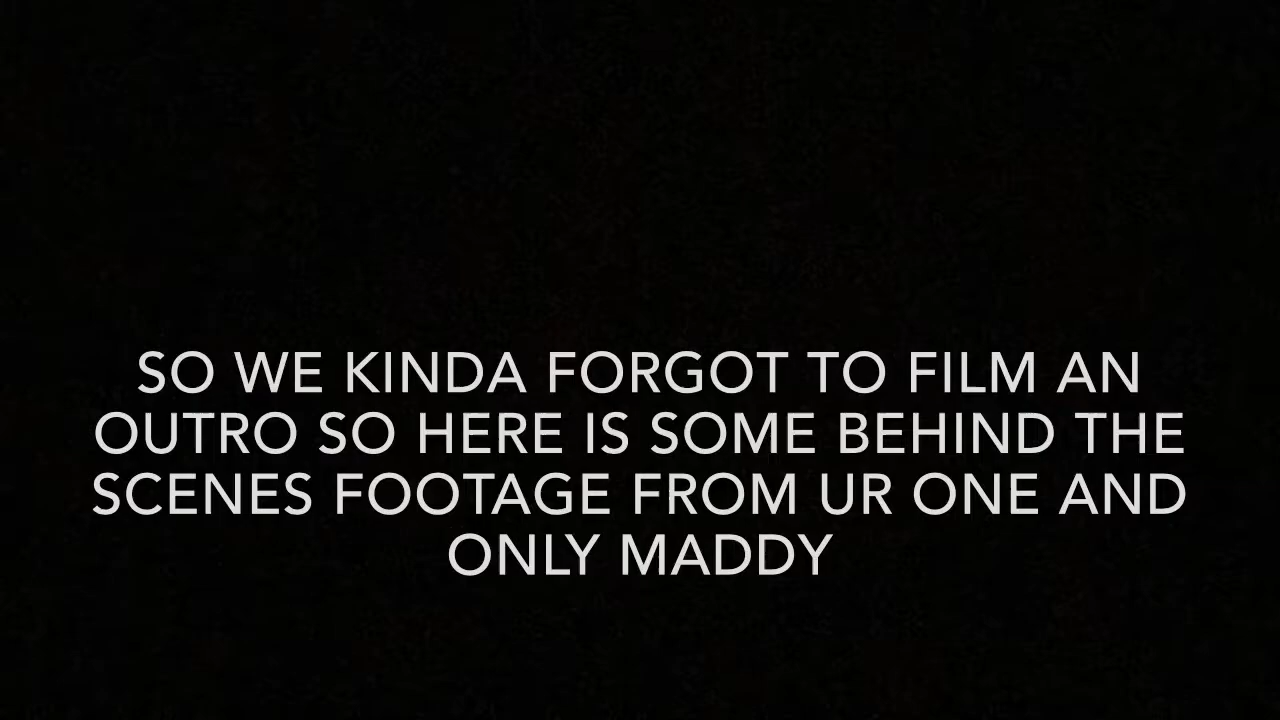 SO WE KINDA FORGOT TO FILM AN
OUTRO SO HERE IS SOME BEHIND THE
SCENES FOOTAGE FROM UR ONE AND
ONLY MADDY